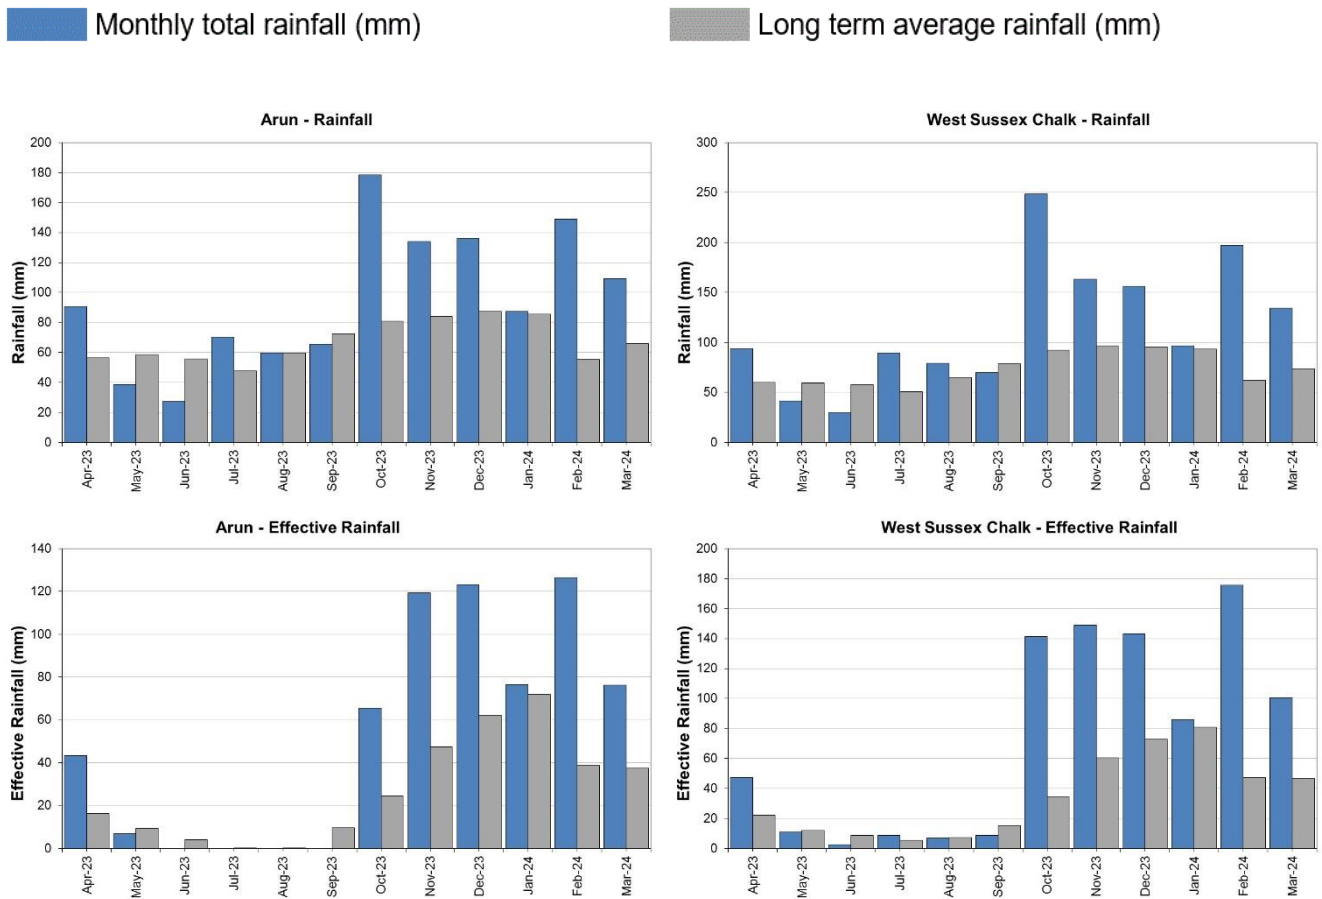 Monthly total rainfall (mm)
Long term average rainfall (mm)
Arun - Rainfall
Rainfall (mm)
200
180
160
140
120
100
80
60
40
20
0
Apr-23
May-23
Jun-23
Jul-23
Aug-23
Sep-23
Oct-23
Nov-23
Dec-23
Jan-24
Feb-24
Mar-24
West Sussex Chalk - Rainfall
Rainfall (mm)
300
250
200
150
100
50
0
Apr-23
May-23
Jun-23
Jul-23
Aug-23
Sep-23
Oct-23
Nov-23
Dec-23
Jan-24
Feb-24
Mar-24
Arun - Effective Rainfall
Effective Rainfall (mm)
140
120
100
80
60
40
20
0
Apr-23
May-23
Jun-23
Jul-23
Aug-23
Sep-23
Oct-23
Nov-23
Dec-23
Jan-24
Feb-24
Mar-24
West Sussex Chalk - Effective Rainfall
Effective Rainfall (mm)
200
180
160
140
120
100
80
60
40
20
0
Apr-23
May-23
Jun-23
Jul-23
Aug-23
Sep-23
Oct-23
Nov-23
Dec-23
Jan-24
Feb-24
Mar-24